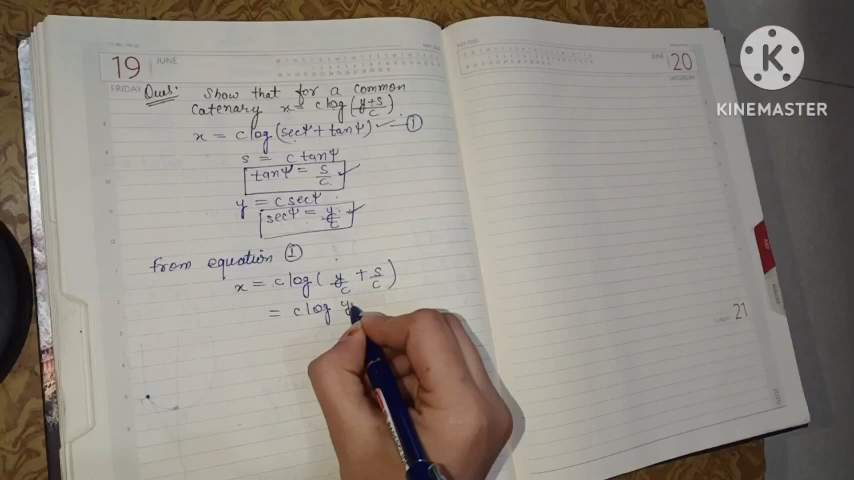 19 JUNE
FRIDAY
Ques: Show that for a common
catenary x = c log (y+s/c)
x = c log (secψ + tanψ) ✓ — ①
s = c tanψ
tanψ = s/c ✓
y = c secψ
secψ = y/c ✓
from equation ①
x = c log ( y/c + s/c )
= c log y
JUNE 20
SATURDAY
21
K
KINEMASTER